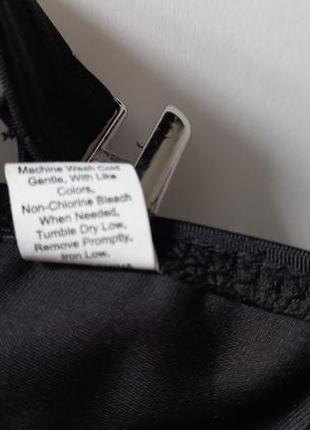 Machine Wash Cold
Gentle, With Like
Colors,
Non-Chlorine Bleach
When Needed,
Tumble Dry Low,
Remove Promptly,
Iron Low.